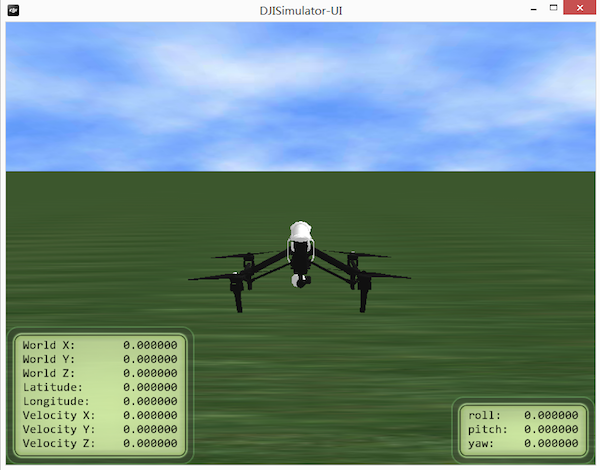 DJISimulator-UI
World X: 0.000000
World Y: 0.000000
World Z: 0.000000
Latitude: 0.000000
Longitude: 0.000000
Velocity X: 0.000000
Velocity Y: 0.000000
Velocity Z: 0.000000
roll: 0.000000
pitch: 0.000000
yaw: 0.000000